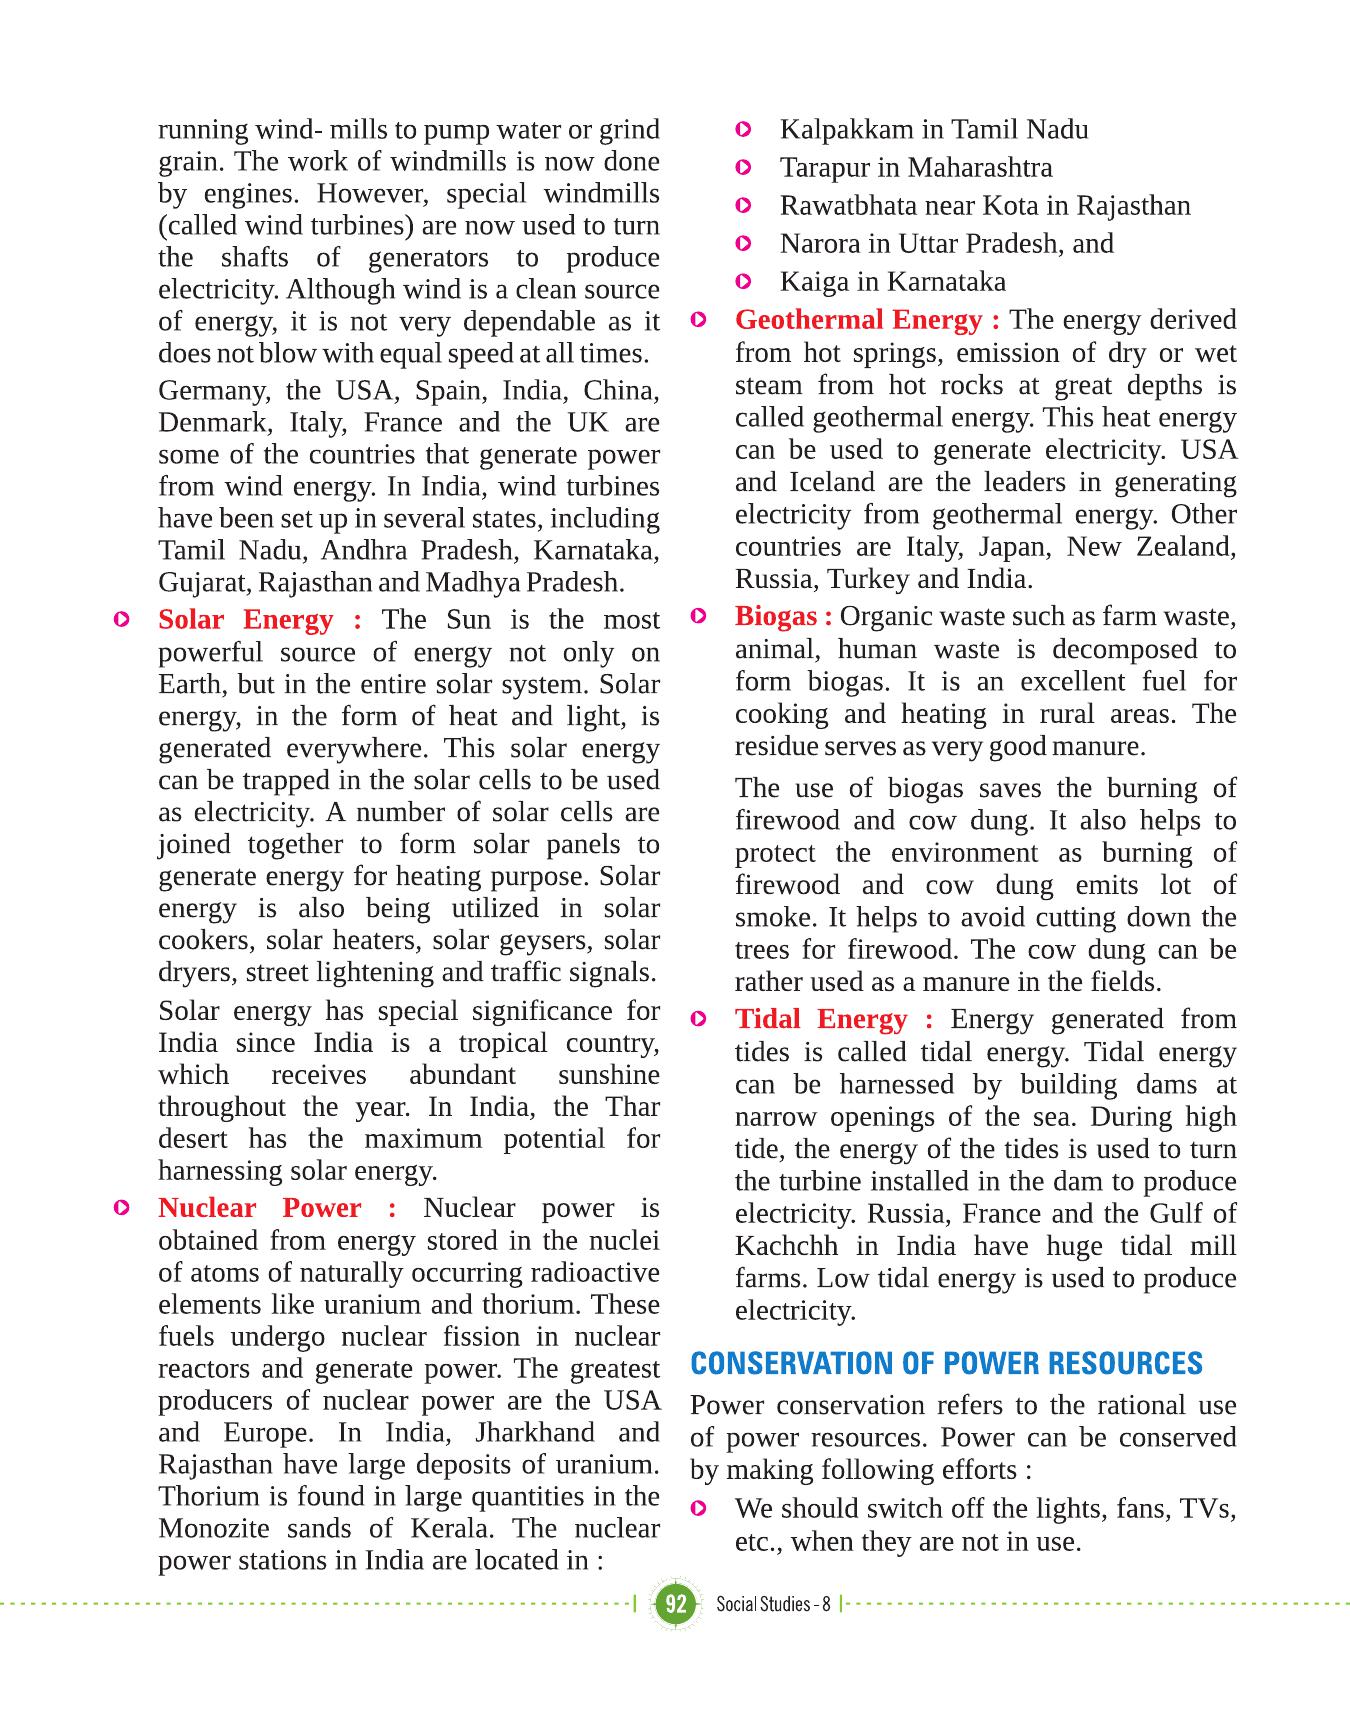 running wind- mills to pump water or grind
grain. The work of windmills is now done
by engines. However, special windmills
(called wind turbines) are now used to turn
the shafts of generators to produce
electricity. Although wind is a clean source
of energy, it is not very dependable as it
does not blow with equal speed at all times.
Germany, the USA, Spain, India, China,
Denmark, Italy, France and the UK are
some of the countries that generate power
from wind energy. In India, wind turbines
have been set up in several states, including
Tamil Nadu, Andhra Pradesh, Karnataka,
Gujarat, Rajasthan and Madhya Pradesh.
Solar Energy : The Sun is the most
powerful source of energy not only on
Earth, but in the entire solar system. Solar
energy, in the form of heat and light, is
generated everywhere. This solar energy
can be trapped in the solar cells to be used
as electricity. A number of solar cells are
joined together to form solar panels to
generate energy for heating purpose. Solar
energy is also being utilized in solar
cookers, solar heaters, solar geysers, solar
dryers, street lightening and traffic signals.
Solar energy has special significance for
India since India is a tropical country,
which receives abundant sunshine
throughout the year. In India, the Thar
desert has the maximum potential for
harnessing solar energy.
Nuclear Power : Nuclear power is
obtained from energy stored in the nuclei
of atoms of naturally occurring radioactive
elements like uranium and thorium. These
fuels undergo nuclear fission in nuclear
reactors and generate power. The greatest
producers of nuclear power are the USA
and Europe. In India, Jharkhand and
Rajasthan have large deposits of uranium.
Thorium is found in large quantities in the
Monozite sands of Kerala. The nuclear
power stations in India are located in :
Kalpakkam in Tamil Nadu
Tarapur in Maharashtra
Rawatbhata near Kota in Rajasthan
Narora in Uttar Pradesh, and
Kaiga in Karnataka
Geothermal Energy : The energy derived
from hot springs, emission of dry or wet
steam from hot rocks at great depths is
called geothermal energy. This heat energy
can be used to generate electricity. USA
and Iceland are the leaders in generating
electricity from geothermal energy. Other
countries are Italy, Japan, New Zealand,
Russia, Turkey and India.
Biogas : Organic waste such as farm waste,
animal, human waste is decomposed to
form biogas. It is an excellent fuel for
cooking and heating in rural areas. The
residue serves as very good manure.
The use of biogas saves the burning of
firewood and cow dung. It also helps to
protect the environment as burning of
firewood and cow dung emits lot of
smoke. It helps to avoid cutting down the
trees for firewood. The cow dung can be
rather used as a manure in the fields.
Tidal Energy : Energy generated from
tides is called tidal energy. Tidal energy
can be harnessed by building dams at
narrow openings of the sea. During high
tide, the energy of the tides is used to turn
the turbine installed in the dam to produce
electricity. Russia, France and the Gulf of
Kachchh in India have huge tidal mill
farms. Low tidal energy is used to produce
electricity.
CONSERVATION OF POWER RESOURCES
Power conservation refers to the rational use
of power resources. Power can be conserved
by making following efforts :
We should switch off the lights, fans, TVs,
etc., when they are not in use.
92 Social Studies - 8